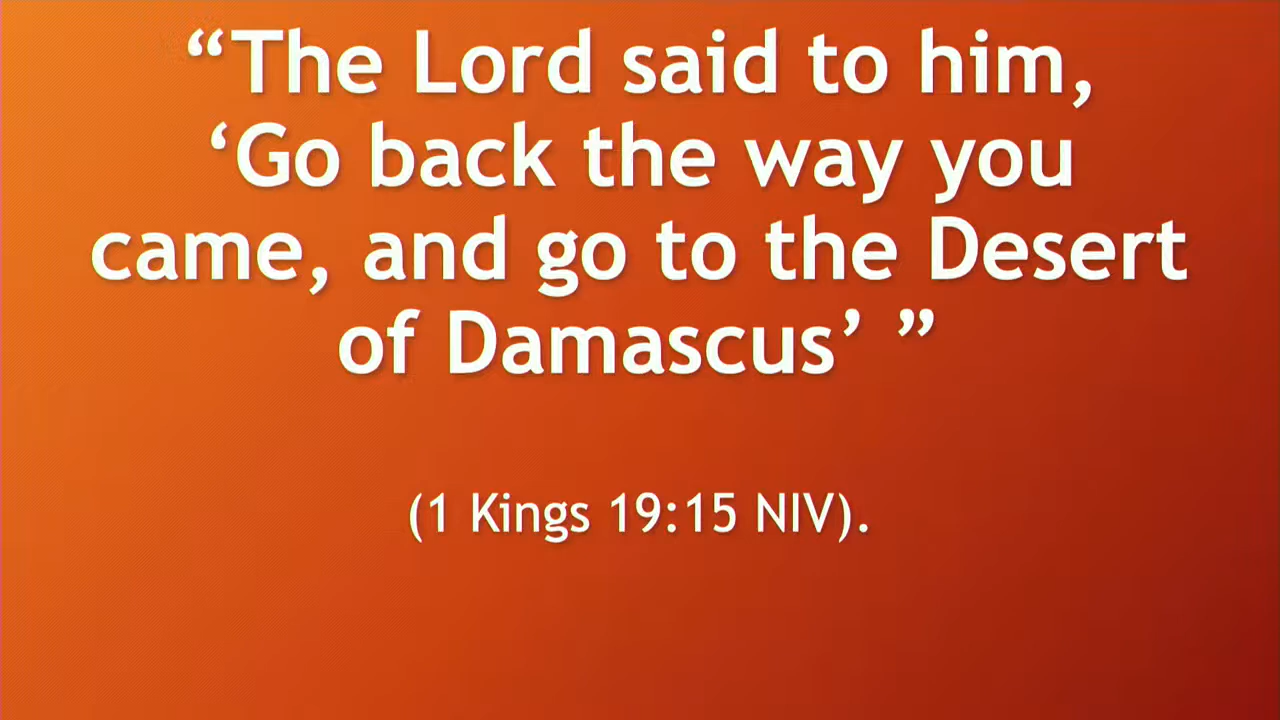 “The Lord said to him,
‘Go back the way you
came, and go to the Desert
of Damascus’ ”
(1 Kings 19:15 NIV).